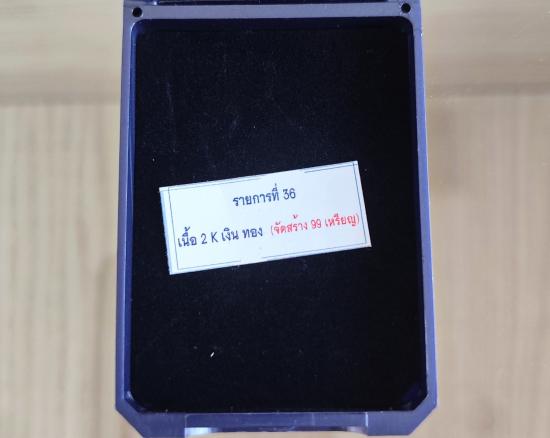 รายการที่ 36
เนื้อ 2 K เงิน ทอง (จัดสร้าง 99 เหรียญ)